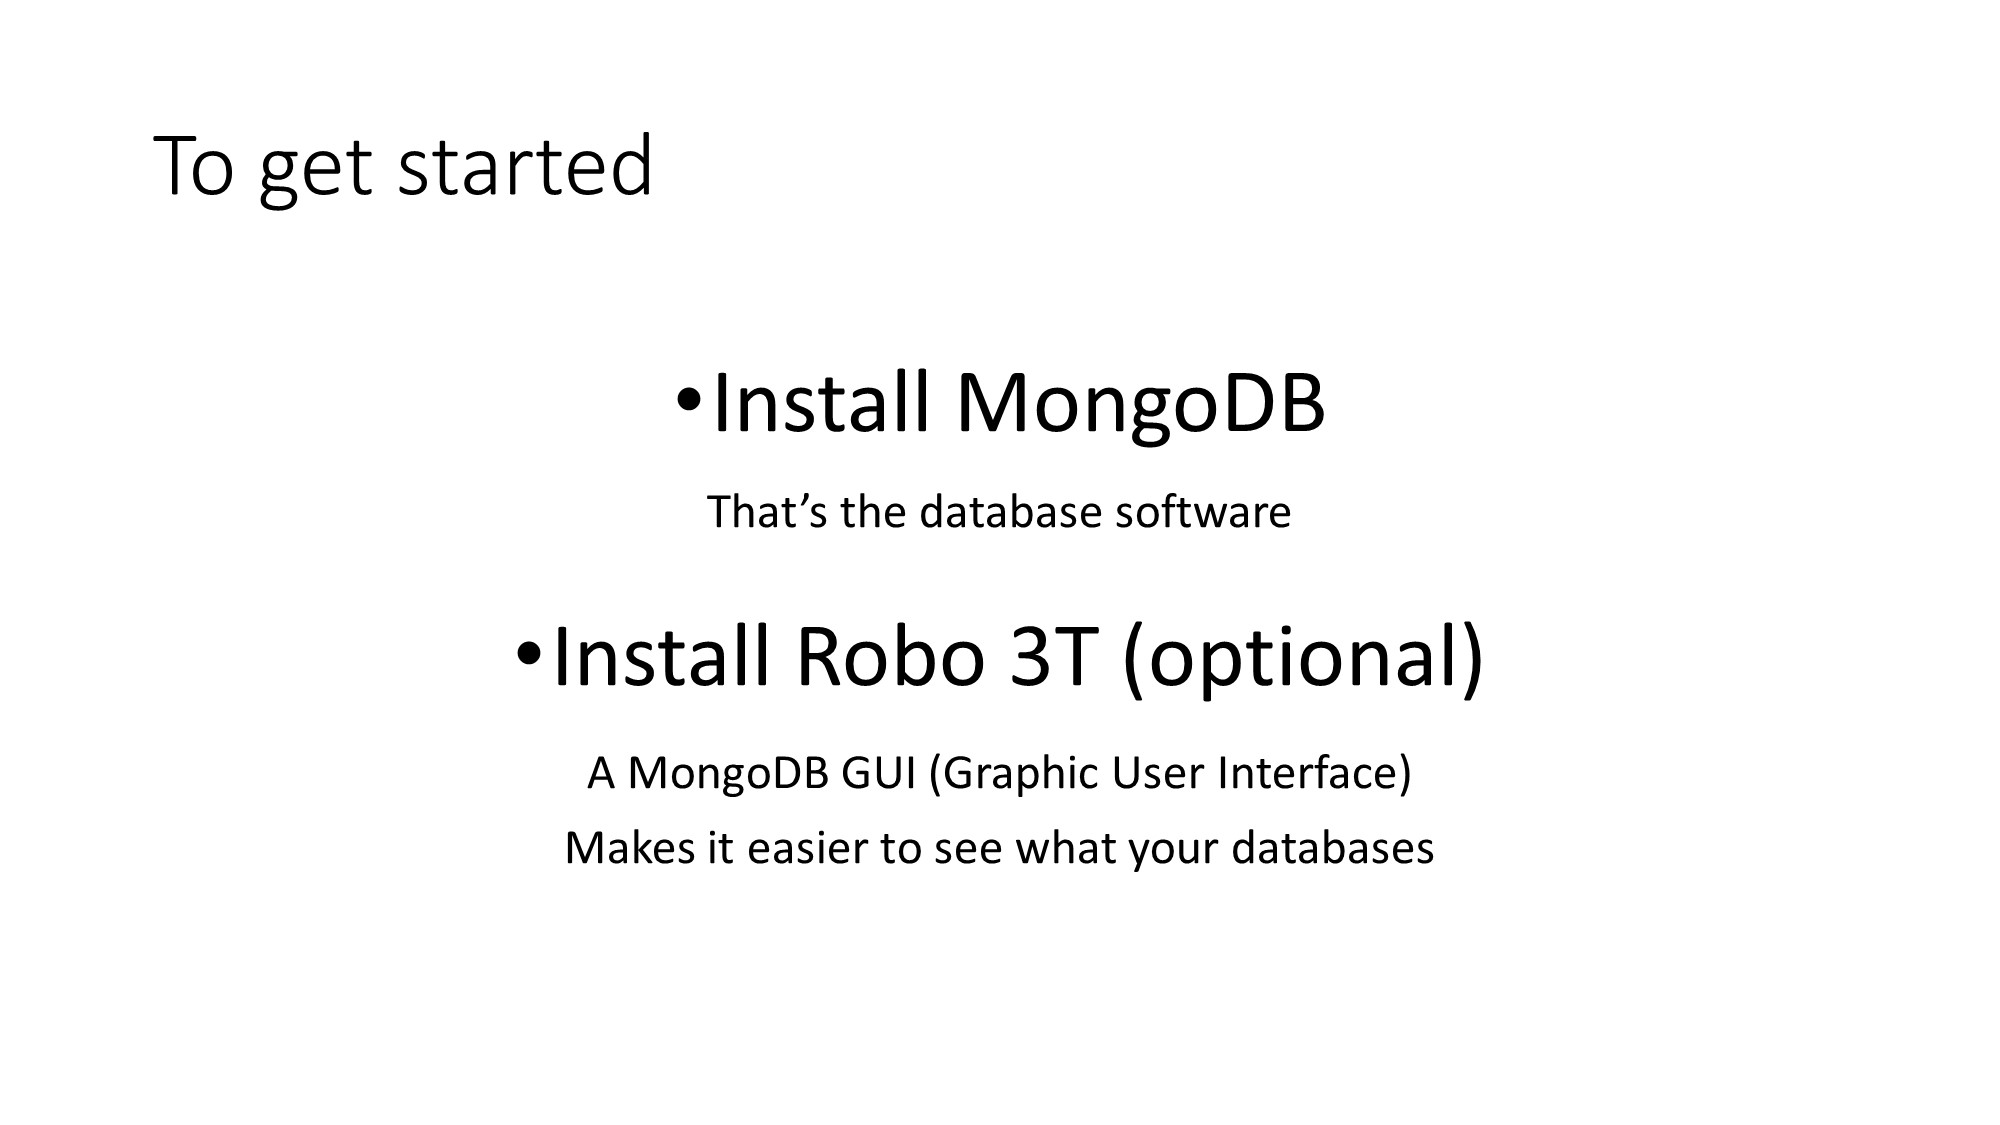 To get started
•Install MongoDB
That’s the database software
•Install Robo 3T (optional)
A MongoDB GUI (Graphic User Interface)
Makes it easier to see what your databases